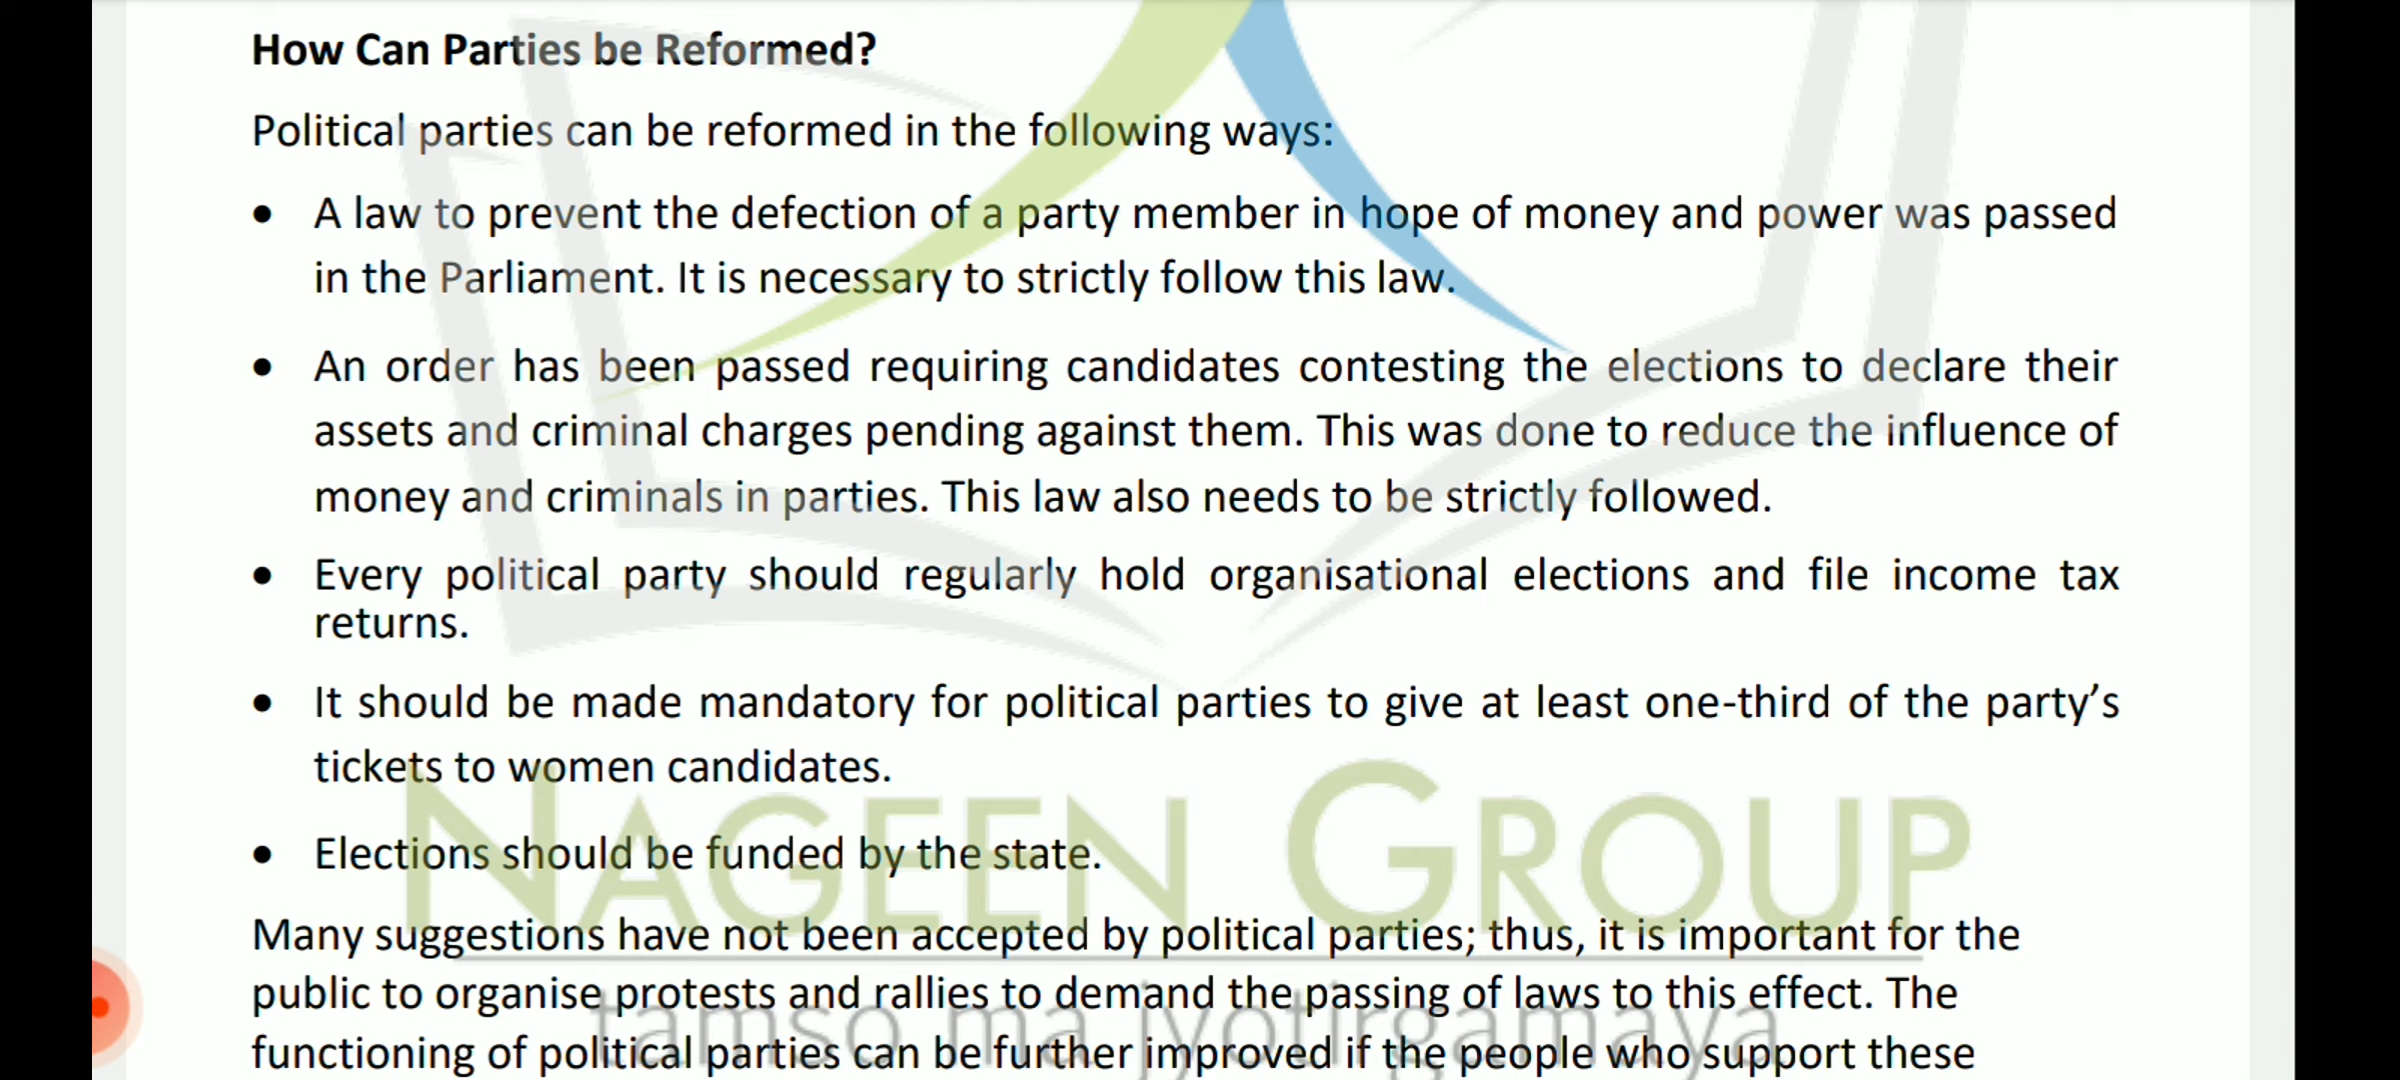 How Can Parties be Reformed?
Political parties can be reformed in the following ways:
• A law to prevent the defection of a party member in hope of money and power was passed
in the Parliament. It is necessary to strictly follow this law.
• An order has been passed requiring candidates contesting the elections to declare their
assets and criminal charges pending against them. This was done to reduce the influence of
money and criminals in parties. This law also needs to be strictly followed.
• Every political party should regularly hold organisational elections and file income tax
returns.
• It should be made mandatory for political parties to give at least one-third of the party’s
tickets to women candidates.
NAGEEN GROUP
• Elections should be funded by the state.
Many suggestions have not been accepted by political parties; thus, it is important for the
public to organise protests and rallies to demand the passing of laws to this effect. The
tamso ma jyotirgamaya
functioning of political parties can be further improved if the people who support these